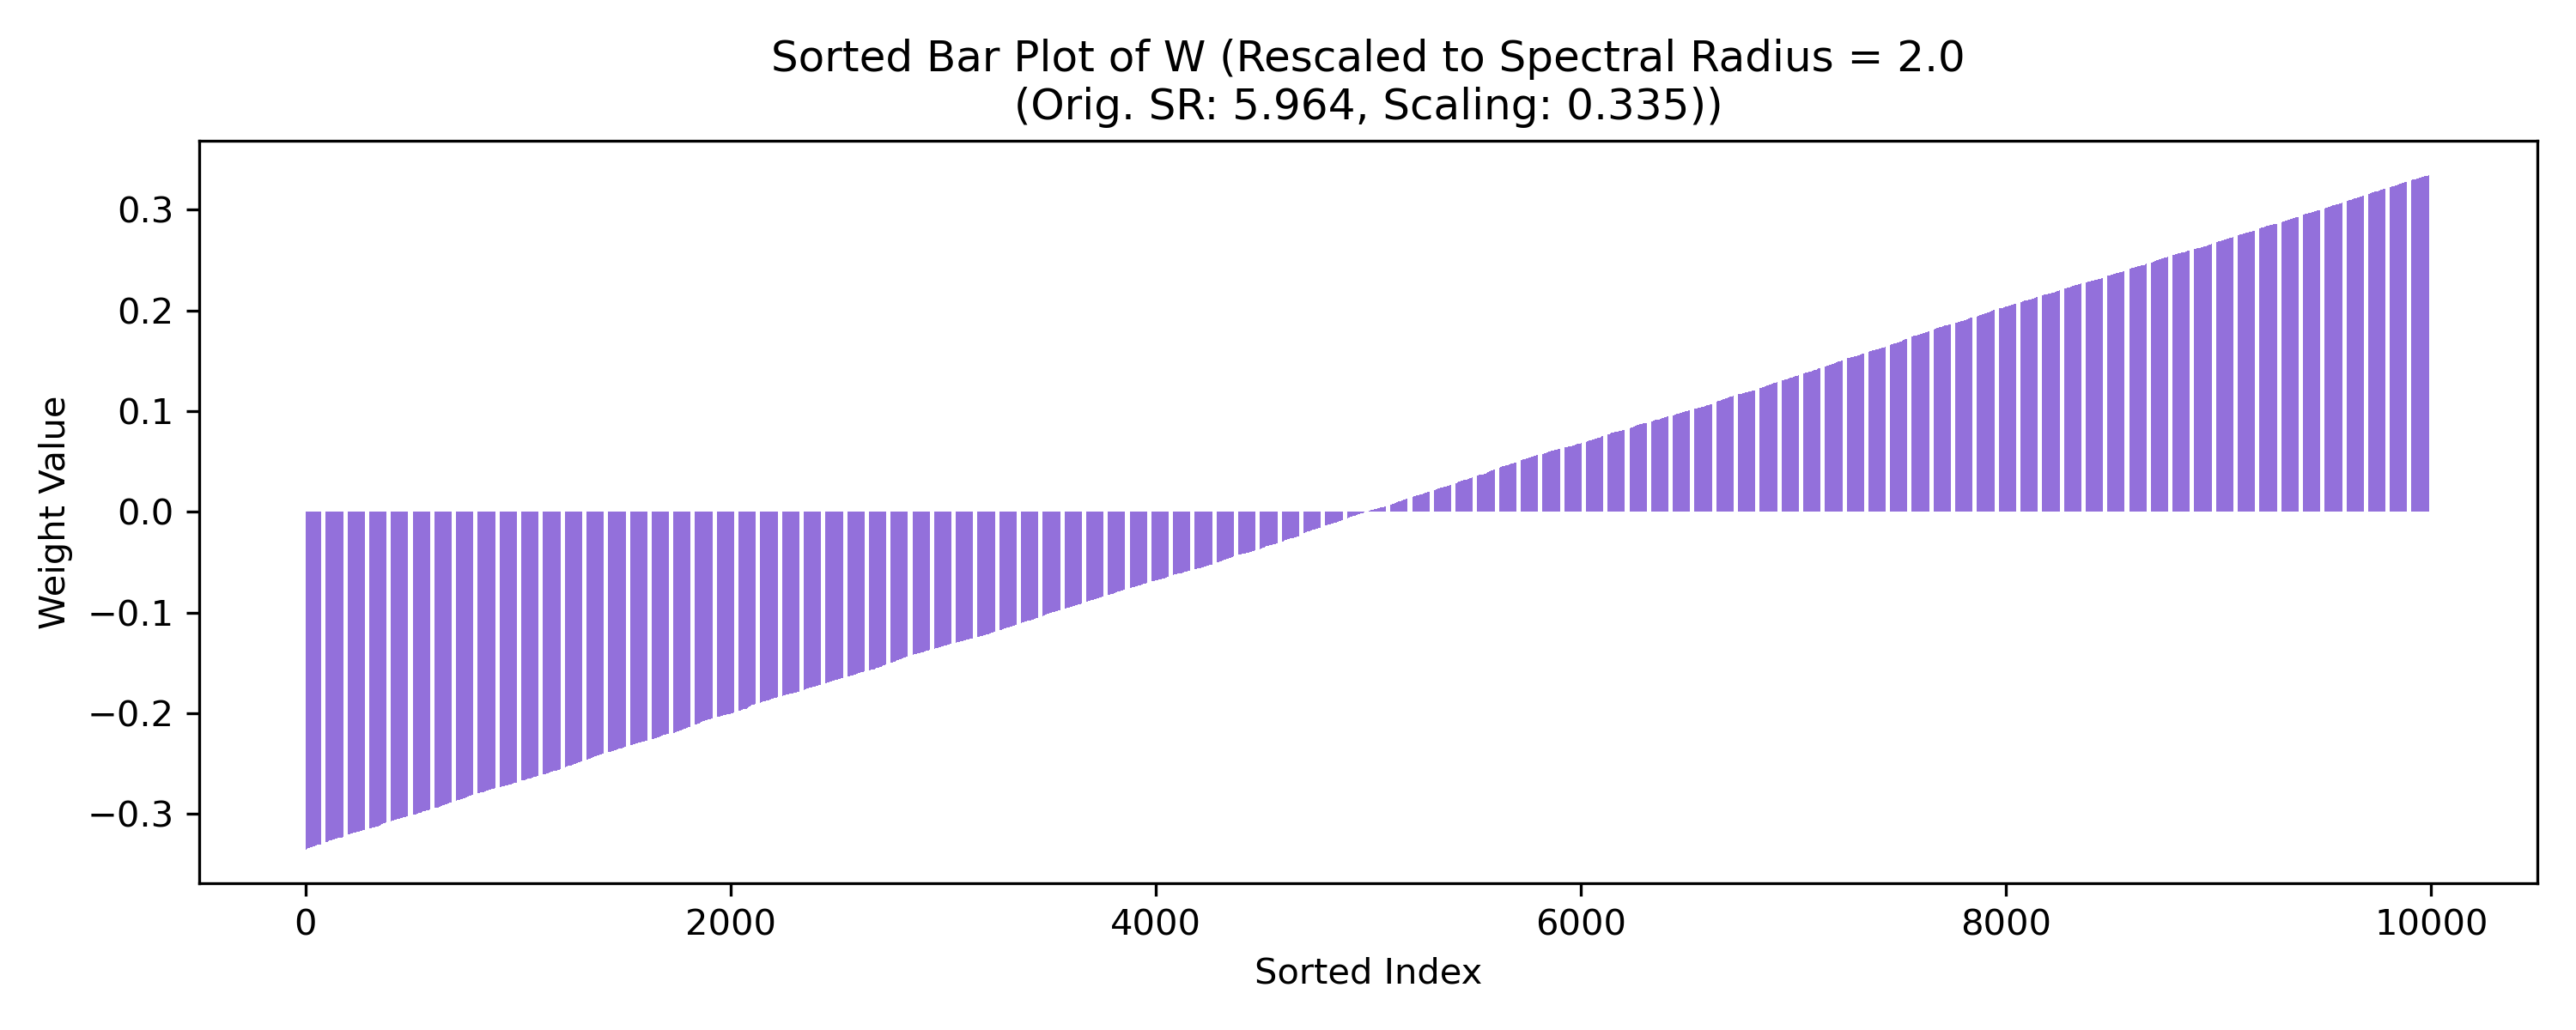 Sorted Bar Plot of W (Rescaled to Spectral Radius = 2.0
(Orig. SR: 5.964, Scaling: 0.335))
Weight Value
0.3
0.2
0.1
0.0
−0.1
−0.2
−0.3
0 2000 4000 6000 8000 10000
Sorted Index